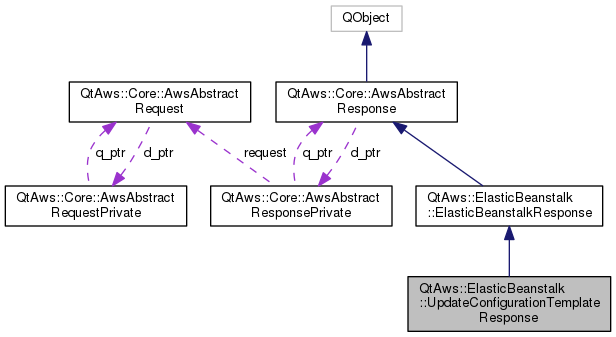 QObject
QtAws::Core::AwsAbstract
Request
QtAws::Core::AwsAbstract
Response
q_ptr
d_ptr
request
q_ptr
d_ptr
QtAws::Core::AwsAbstract
RequestPrivate
QtAws::Core::AwsAbstract
ResponsePrivate
QtAws::ElasticBeanstalk
::ElasticBeanstalkResponse
QtAws::ElasticBeanstalk
::UpdateConfigurationTemplate
Response